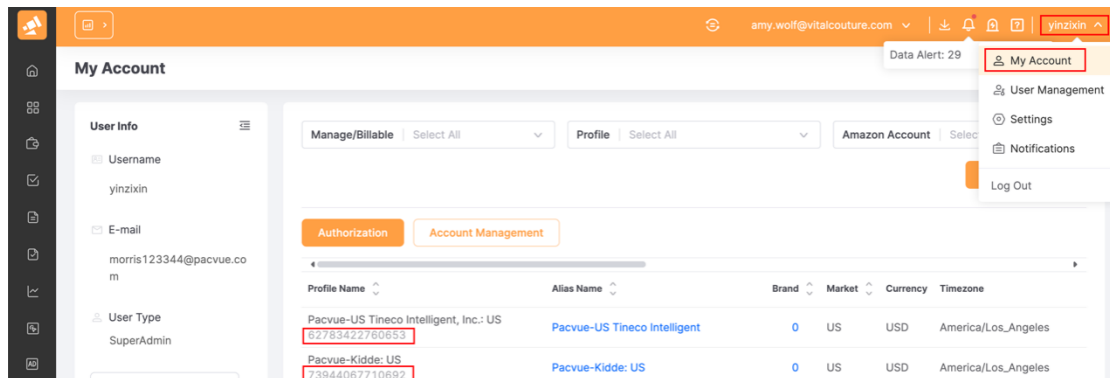 amy.wolf@vitalcouture.com
yinzixin
Data Alert: 29
My Account
User Management
Settings
Notifications
Log Out
My Account
User Info
Username
yinzixin
E-mail
morris123344@pacvue.co
m
User Type
SuperAdmin
Manage/Billable Select All
Profile Select All
Amazon Account Selec
Authorization
Account Management
Profile Name Alias Name Brand Market Currency Timezone
Pacvue-US Tineco Intelligent, Inc.: US
62783422760653
Pacvue-US Tineco Intelligent 0 US USD America/Los_Angeles
Pacvue-Kidde: US
73944067710692
Pacvue-Kidde: US 0 US USD America/Los_Angeles